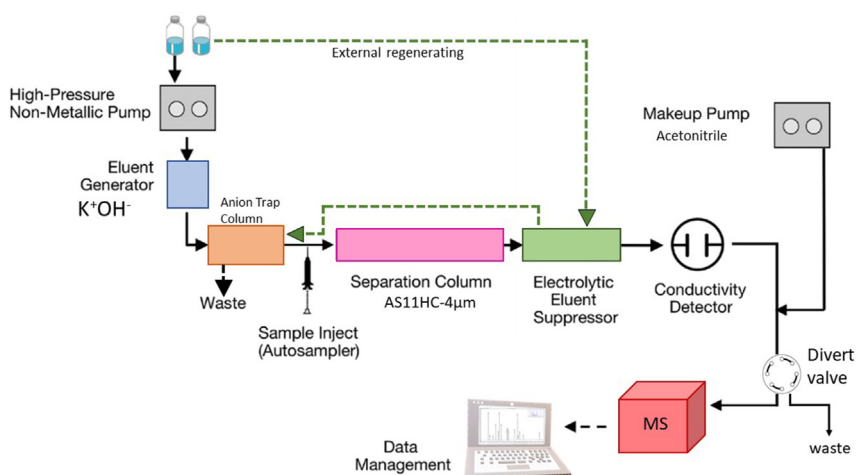 External regenerating
High-Pressure
Non-Metallic Pump
Makeup Pump
Acetonitrile
Eluent
Generator
K+OH-
Anion Trap
Column
Waste
Sample Inject
(Autosampler)
Separation Column
AS11HC-4µm
Electrolytic
Eluent
Suppressor
Conductivity
Detector
Divert
valve
MS
waste
Data
Management